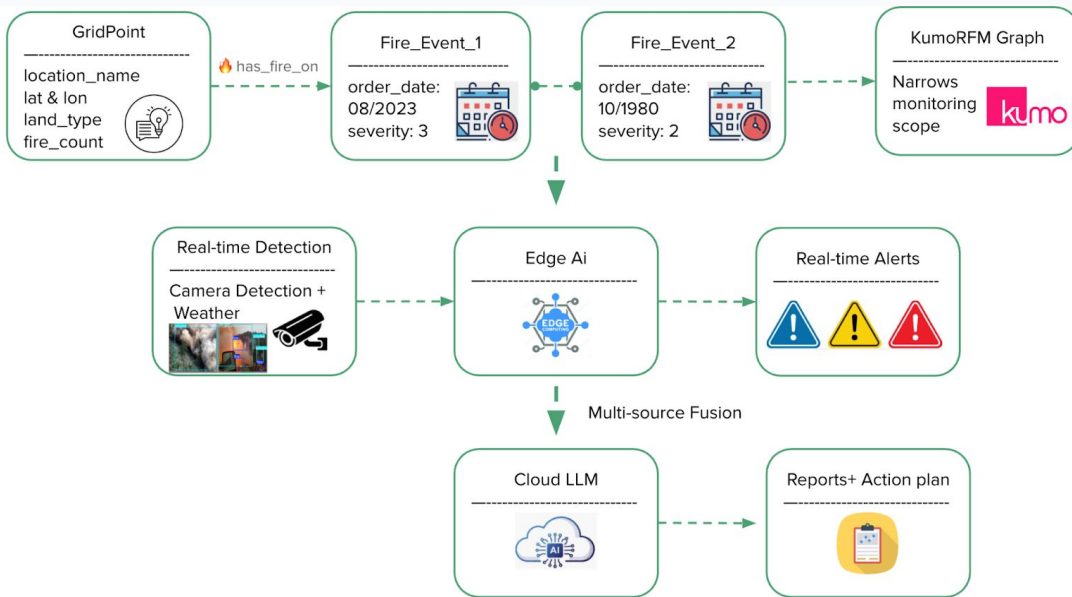 GridPoint
location_name
lat & lon
land_type
fire_count
has_fire_on
Fire_Event_1
order_date:
08/2023
severity: 3
Fire_Event_2
order_date:
10/1980
severity: 2
KumoRFM Graph
Narrows
monitoring
scope
kumo
Real-time Detection
Camera Detection +
Weather
Edge Ai
EDGE
COMPUTING
Real-time Alerts
Multi-source Fusion
Cloud LLM
AI
Reports+ Action plan